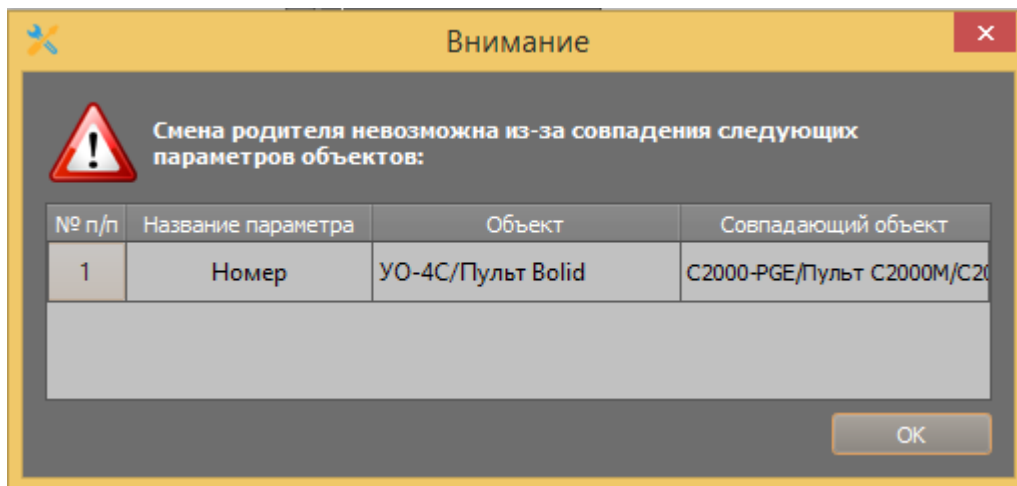 Внимание
Смена родителя невозможна из-за совпадения следующих
параметров объектов:
№ п/п Название параметра Объект Совпадающий объект
1 Номер УО-4С/Пульт Bolid С2000-PGE/Пульт С2000М/С20
ОК